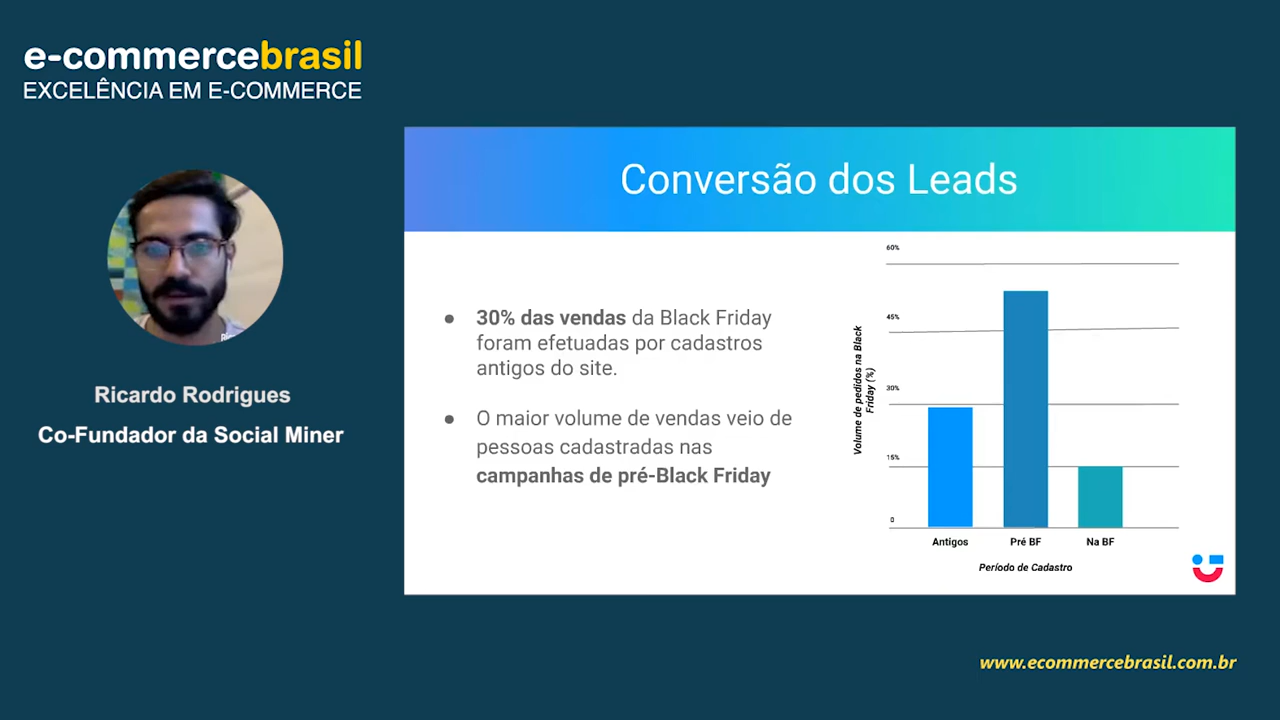 e-commercebrasil
EXCELÊNCIA EM E-COMMERCE
Ricardo Rodrigues
Co-Fundador da Social Miner
Conversão dos Leads
● 30% das vendas da Black Friday
foram efetuadas por cadastros
antigos do site.
● O maior volume de vendas veio de
pessoas cadastradas nas
campanhas de pré-Black Friday
Volume de pedidos na Black
Friday (%)
60%
45%
30%
15%
0
Antigos Pré BF Na BF
Período de Cadastro
www.ecommercebrasil.com.br